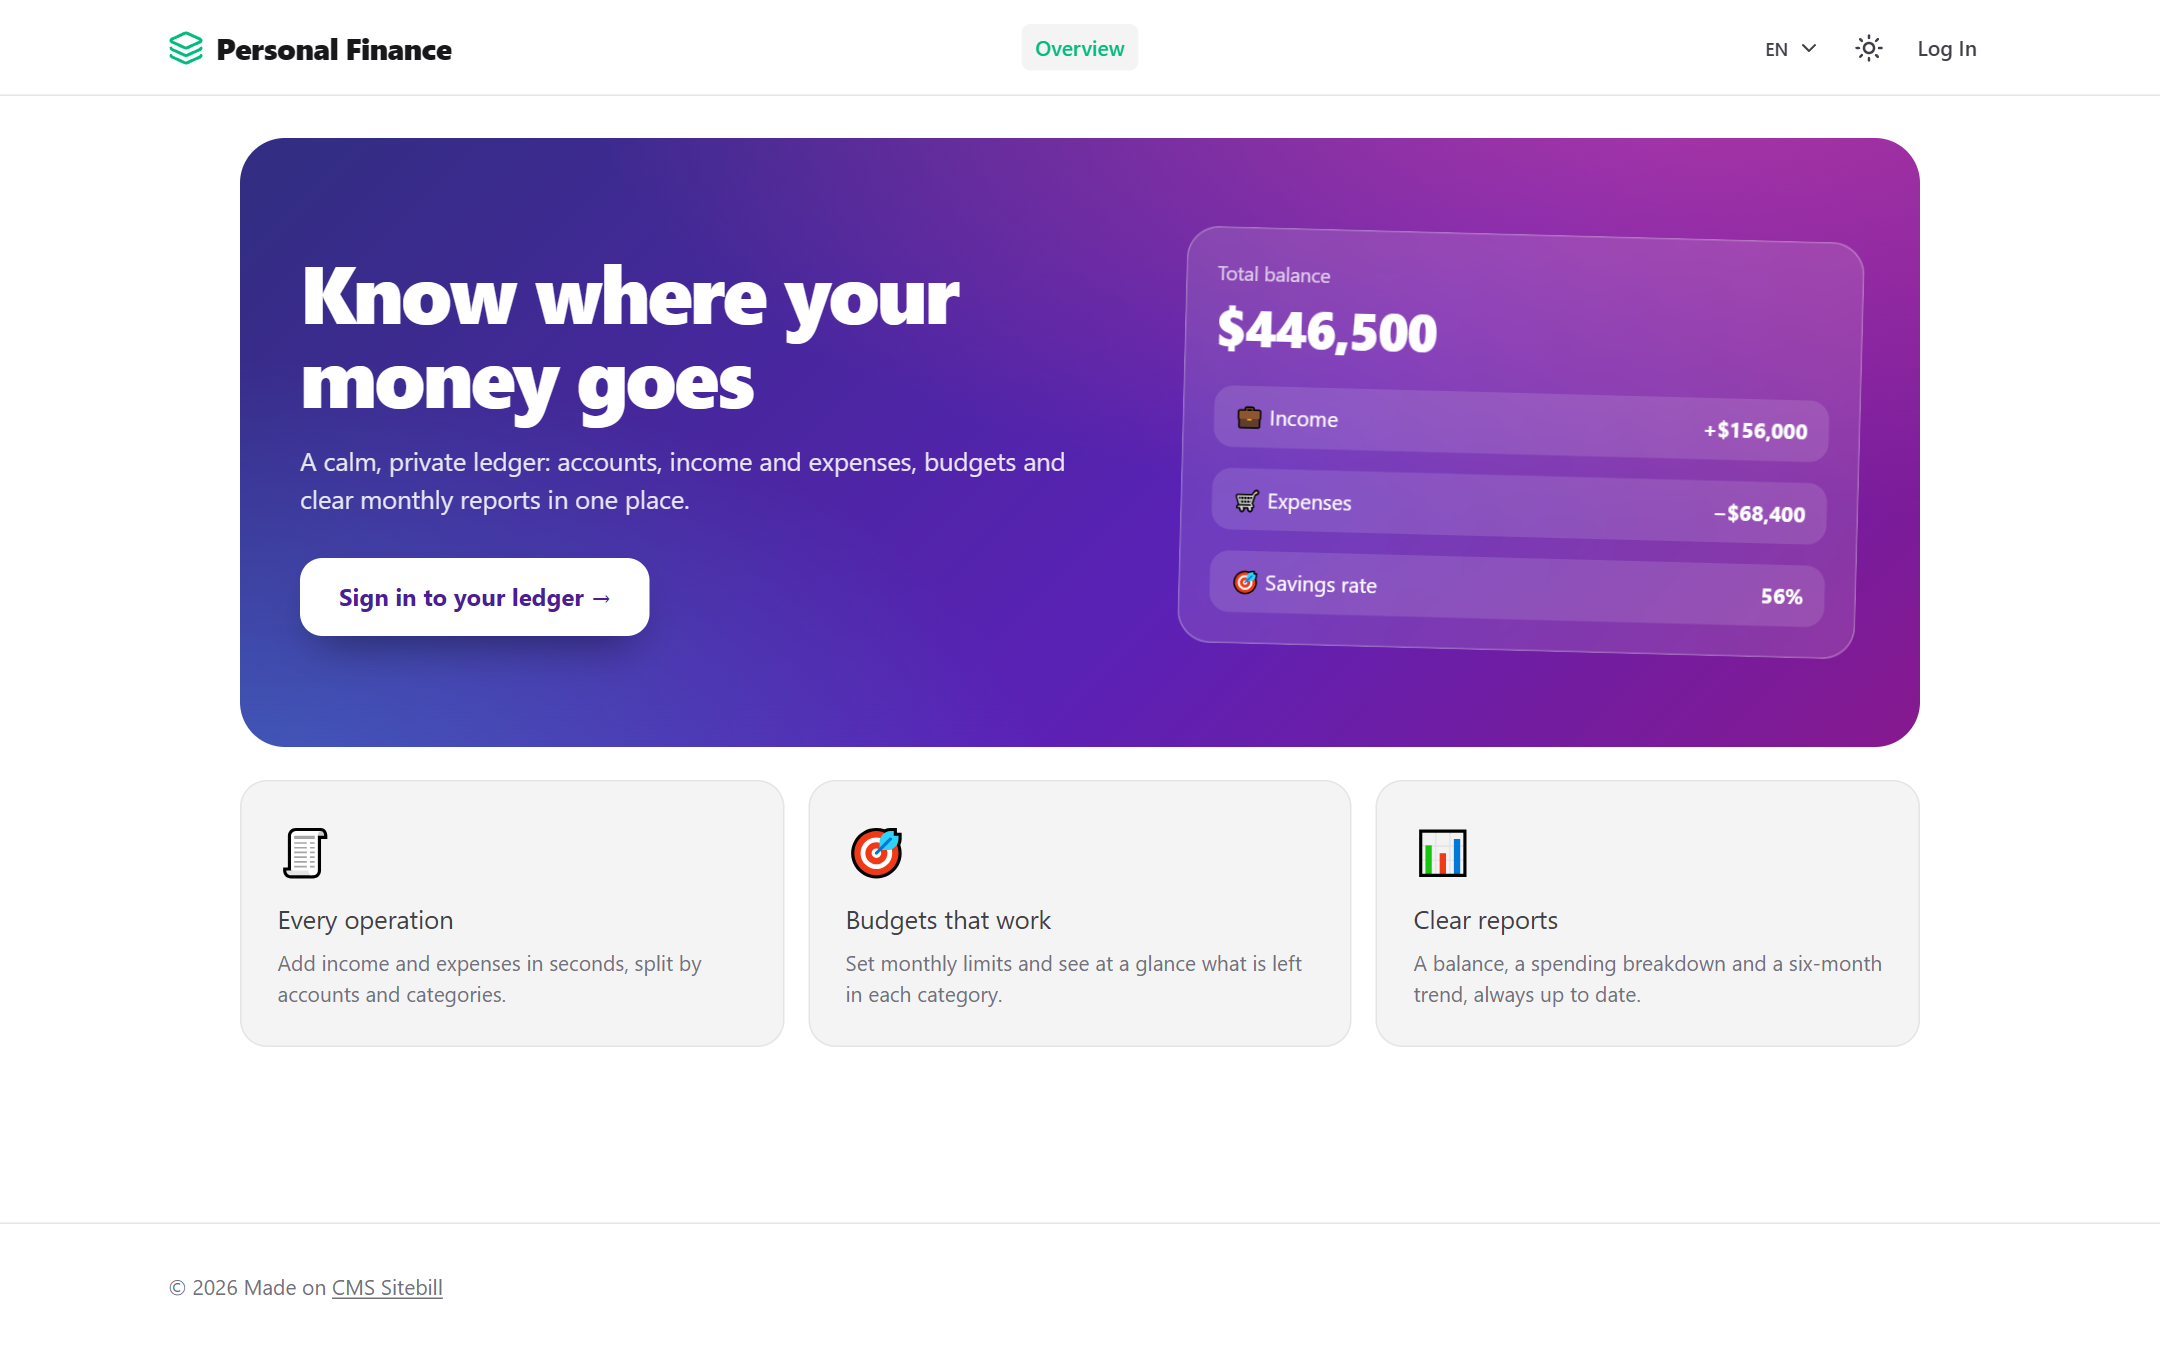 Personal Finance
Overview
EN
Log In
Know where your
money goes
A calm, private ledger: accounts, income and expenses, budgets and
clear monthly reports in one place.
Sign in to your ledger →
Total balance
$446,500
Income +$156,000
Expenses −$68,400
Savings rate 56%
Every operation
Add income and expenses in seconds, split by
accounts and categories.
Budgets that work
Set monthly limits and see at a glance what is left
in each category.
Clear reports
A balance, a spending breakdown and a six-month
trend, always up to date.
© 2026 Made on CMS Sitebill